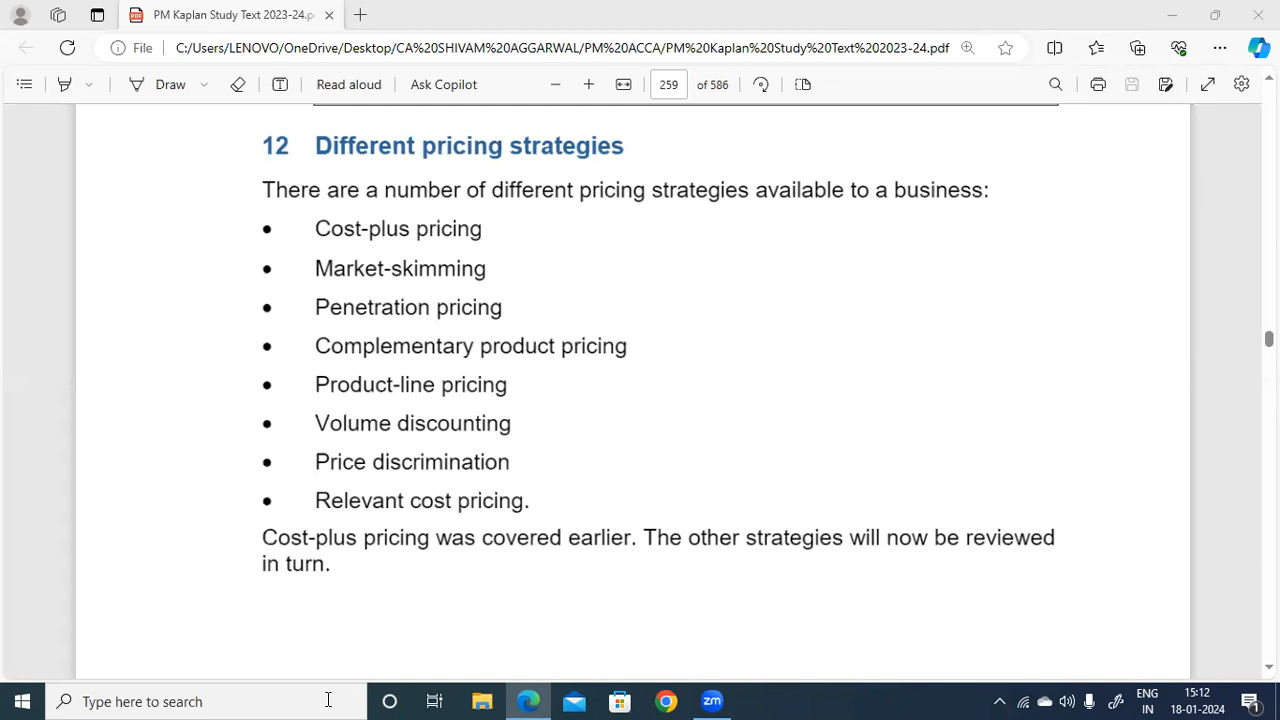 PM Kaplan Study Text 2023-24.p
File C:/Users/LENOVO/OneDrive/Desktop/CA%20SHIVAM%20AGGARWAL/PM%20ACCA/PM%20Kaplan%20Study%20Text%202023-24.pdf
Draw Read aloud Ask Copilot 259 of 586
12 Different pricing strategies
There are a number of different pricing strategies available to a business:
• Cost-plus pricing
• Market-skimming
• Penetration pricing
• Complementary product pricing
• Product-line pricing
• Volume discounting
• Price discrimination
• Relevant cost pricing.
Cost-plus pricing was covered earlier. The other strategies will now be reviewed
in turn.
Type here to search
zm
ENG
IN
15:12
18-01-2024
1